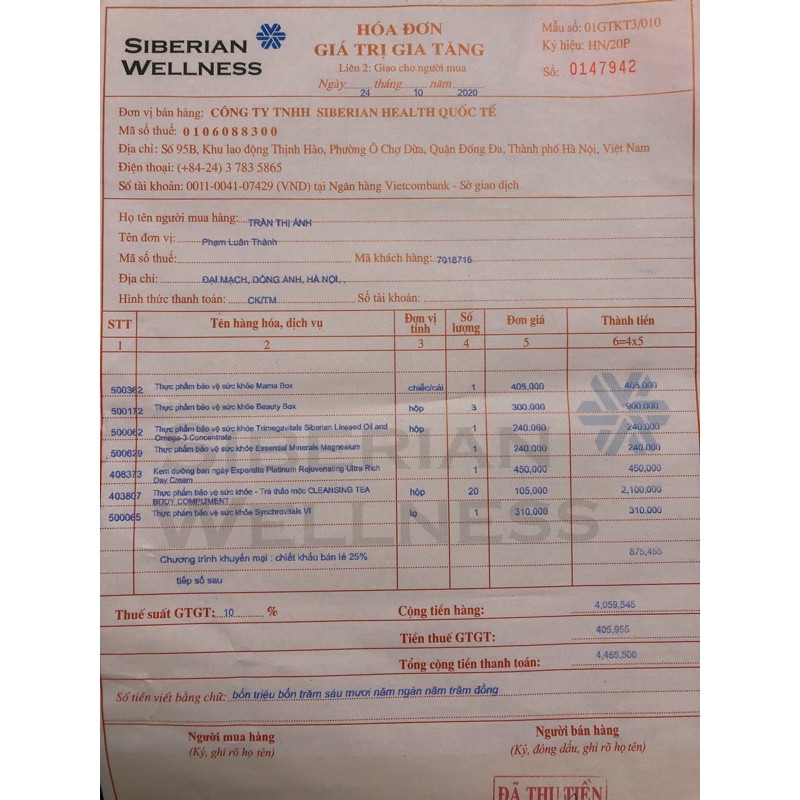 SIBERIAN
WELLNESS
HÓA ĐƠN
GIÁ TRỊ GIA TĂNG
Liên 2: Giao cho người mua
Ngày 24 tháng 10 năm 2020
Mẫu số: 01GTKT3/010
Ký hiệu: HN/20P
Số: 0147942
Đơn vị bán hàng: CÔNG TY TNHH SIBERIAN HEALTH QUỐC TẾ
Mã số thuế: 0106088300
Địa chỉ: Số 95B, Khu lao động Thịnh Hào, Phường Ô Chợ Dừa, Quận Đống Đa, Thành phố Hà Nội, Việt Nam
Điện thoại: (+84-24) 3 783 5865
Số tài khoản: 0011-0041-07429 (VND) tại Ngân hàng Vietcombank - Sở giao dịch
Họ tên người mua hàng: TRẦN THỊ ÁNH
Tên đơn vị: Phạm Luân Thành
Mã số thuế: Mã khách hàng: 7018716
Địa chỉ: ĐẠI MẠCH, DÔNG ANH, HÀ NỘI, ,
Hình thức thanh toán: CK/TM Số tài khoản:
STT Tên hàng hóa, dịch vụ Đơn vị tính Số lượng Đơn giá Thành tiền
1 2 3 4 5 6=4x5
500362 Thực phẩm bảo vệ sức khỏe Mama Box chiếc/cái 1 405,000 405,000
500172 Thực phẩm bảo vệ sức khỏe Beauty Box hộp 3 300,000 900,000
500062 Thực phẩm bảo vệ sức khỏe Trimegavitals Siberian Linseed Oil and Omega-3 Concentrate hộp 1 240,000 240,000
500629 Thực phẩm bảo vệ sức khỏe Essential Minerals Magnesium 1 240,000 240,000
408373 Kem dưỡng ban ngày Experalta Platinum Rejuvenating Ultra Rich Day Cream 1 450,000 450,000
403807 Thực phẩm bảo vệ sức khỏe - Trà thảo mộc CLEANSING TEA BODY COMPLIMENT hộp 20 105,000 2,100,000
500065 Thực phẩm bảo vệ sức khỏe Synchrovitals VI lọ 1 310,000 310,000
SIBERIAN
WELLNESS
Chương trình khuyến mại : chiết khấu bán lẻ 25% 875,455
tiếp số sau
Thuế suất GTGT: 10 % Cộng tiền hàng: 4,059,545
Tiền thuế GTGT: 405,955
Tổng cộng tiền thanh toán: 4,465,500
Số tiền viết bằng chữ: bốn triệu bốn trăm sáu mươi năm ngàn năm trăm đồng
Người mua hàng
(Ký, ghi rõ họ tên)
Người bán hàng
(Ký, đóng dấu, ghi rõ họ tên)
ĐÃ THU TIỀN